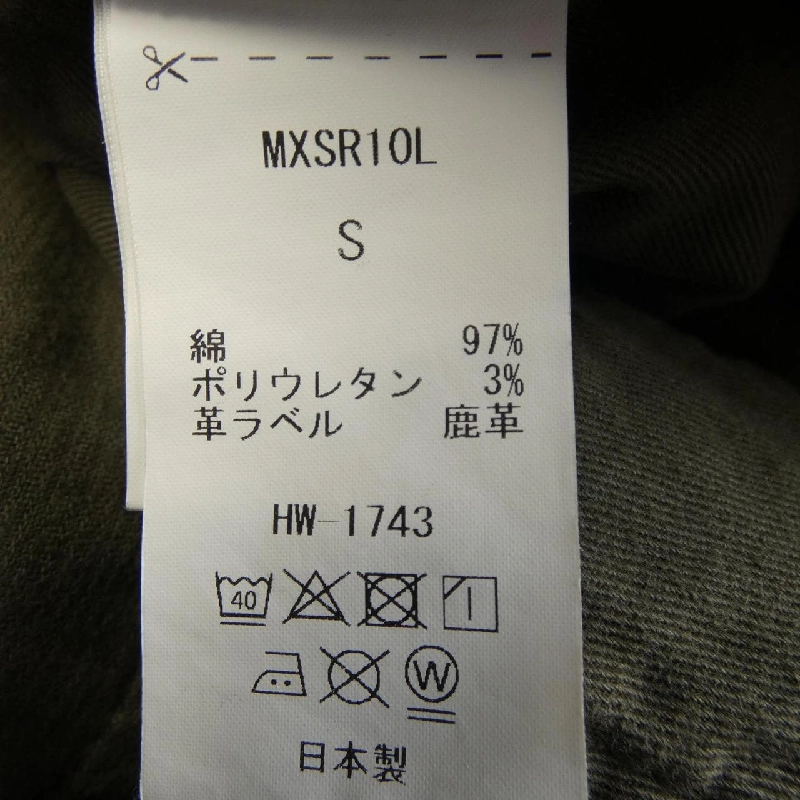 MXSR10L
S
綿 97%
ポリウレタン 3%
革ラベル 鹿革
HW-1743
40
W
日本製